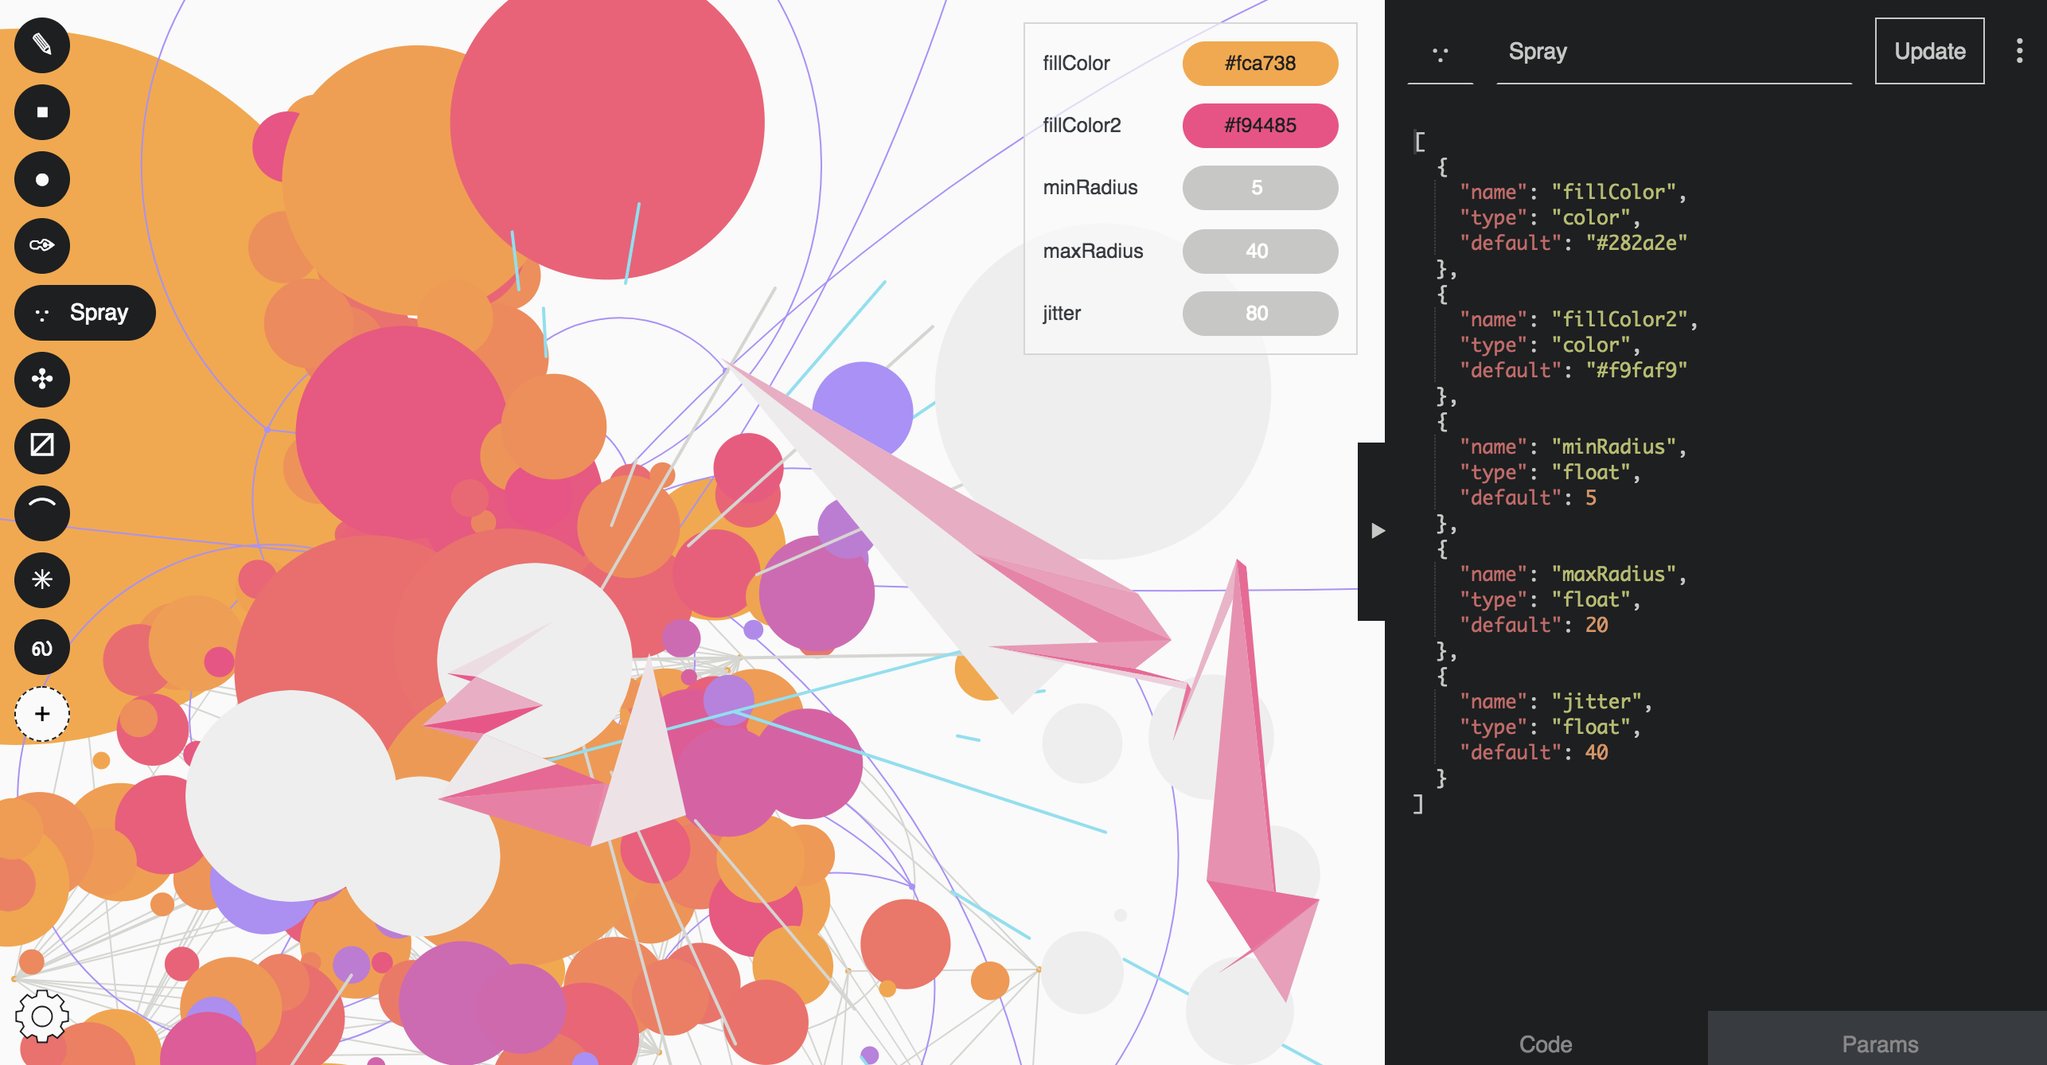 Spray
+
fillColor #fca738
fillColor2 #f94485
minRadius 5
maxRadius 40
jitter 80
Spray
Update
[
{
"name": "fillColor",
"type": "color",
"default": "#282a2e"
},
{
"name": "fillColor2",
"type": "color",
"default": "#f9faf9"
},
{
"name": "minRadius",
"type": "float",
"default": 5
},
{
"name": "maxRadius",
"type": "float",
"default": 20
},
{
"name": "jitter",
"type": "float",
"default": 40
}
]
Code
Params